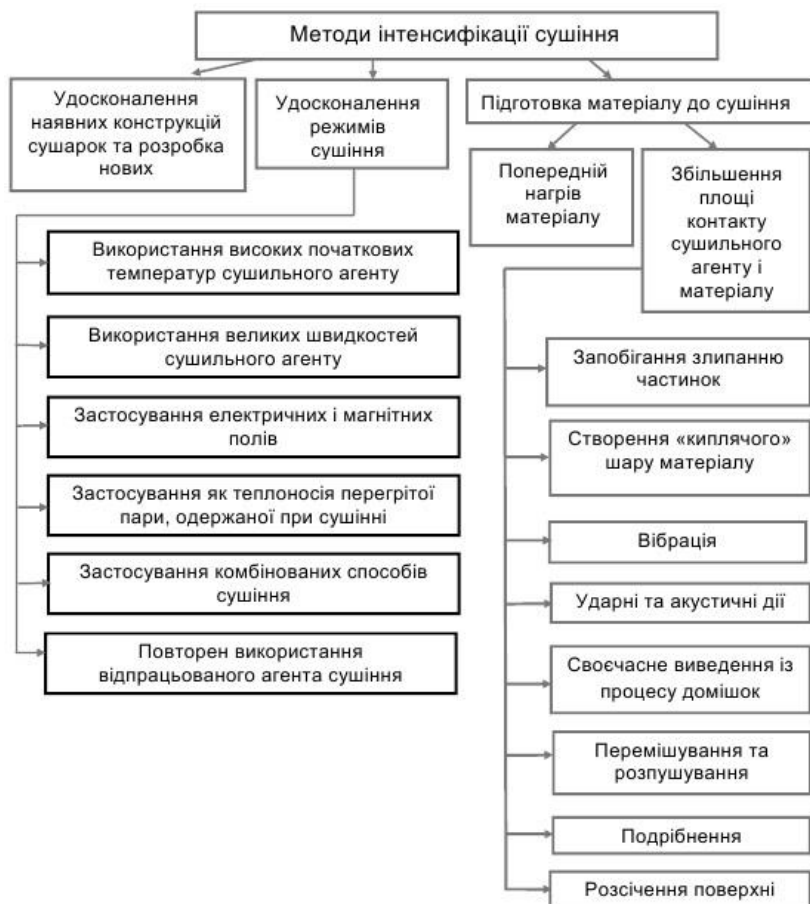 Методи інтенсифікації сушіння
Удосконалення
наявних конструкцій
сушарок та розробка
нових
Удосконалення
режимів
сушіння
Підготовка матеріалу до сушіння
Попередній
нагрів
матеріалу
Збільшення
площі
контакту
сушильного
агенту і
матеріалу
Використання високих початкових
температур сушильного агенту
Використання великих швидкостей
сушильного агенту
Застосування електричних і магнітних
полів
Застосування як теплоносія перегрітої
пари, одержаної при сушінні
Застосування комбінованих способів
сушіння
Повторен використання
відпрацьованого агента сушіння
Запобігання злипанню
частинок
Створення «киплячого»
шару матеріалу
Вібрація
Ударні та акустичні дії
Своєчасне виведення із
процесу домішок
Перемішування та
розпушування
Подрібнення
Розсічення поверхні